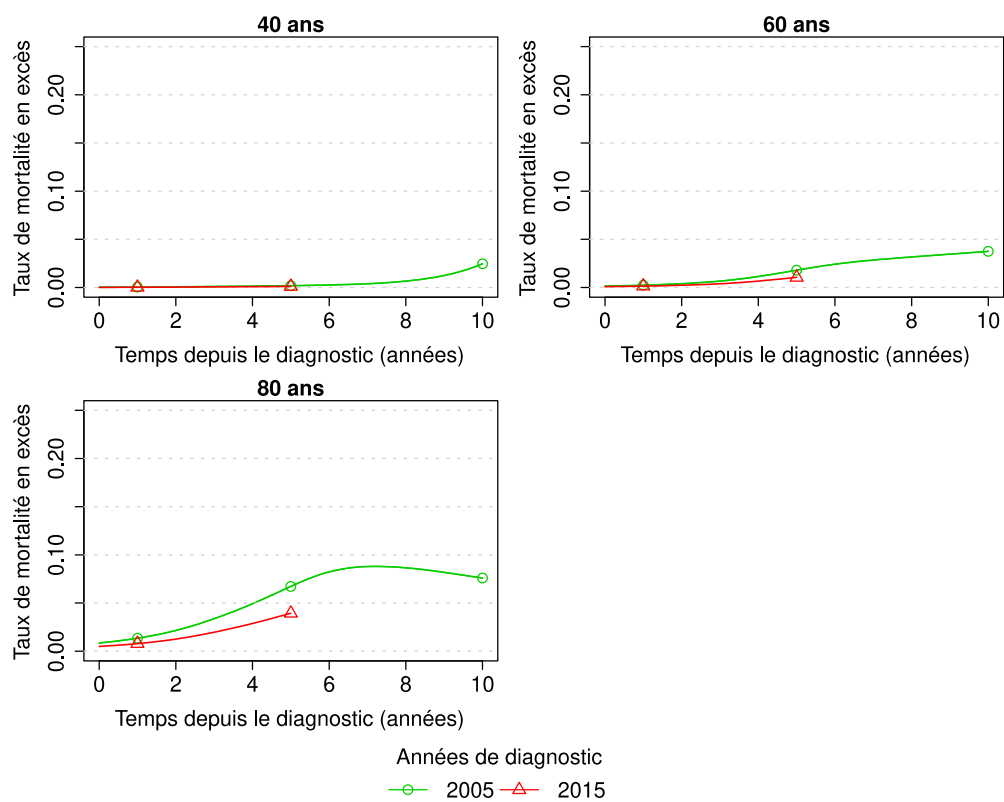 40 ans
Taux de mortalité en excès
0.00 0.10 0.20
0 2 4 6 8 10
Temps depuis le diagnostic (années)
60 ans
Taux de mortalité en excès
0.00 0.10 0.20
0 2 4 6 8 10
Temps depuis le diagnostic (années)
80 ans
Taux de mortalité en excès
0.00 0.10 0.20
0 2 4 6 8 10
Temps depuis le diagnostic (années)
Années de diagnostic
2005 2015